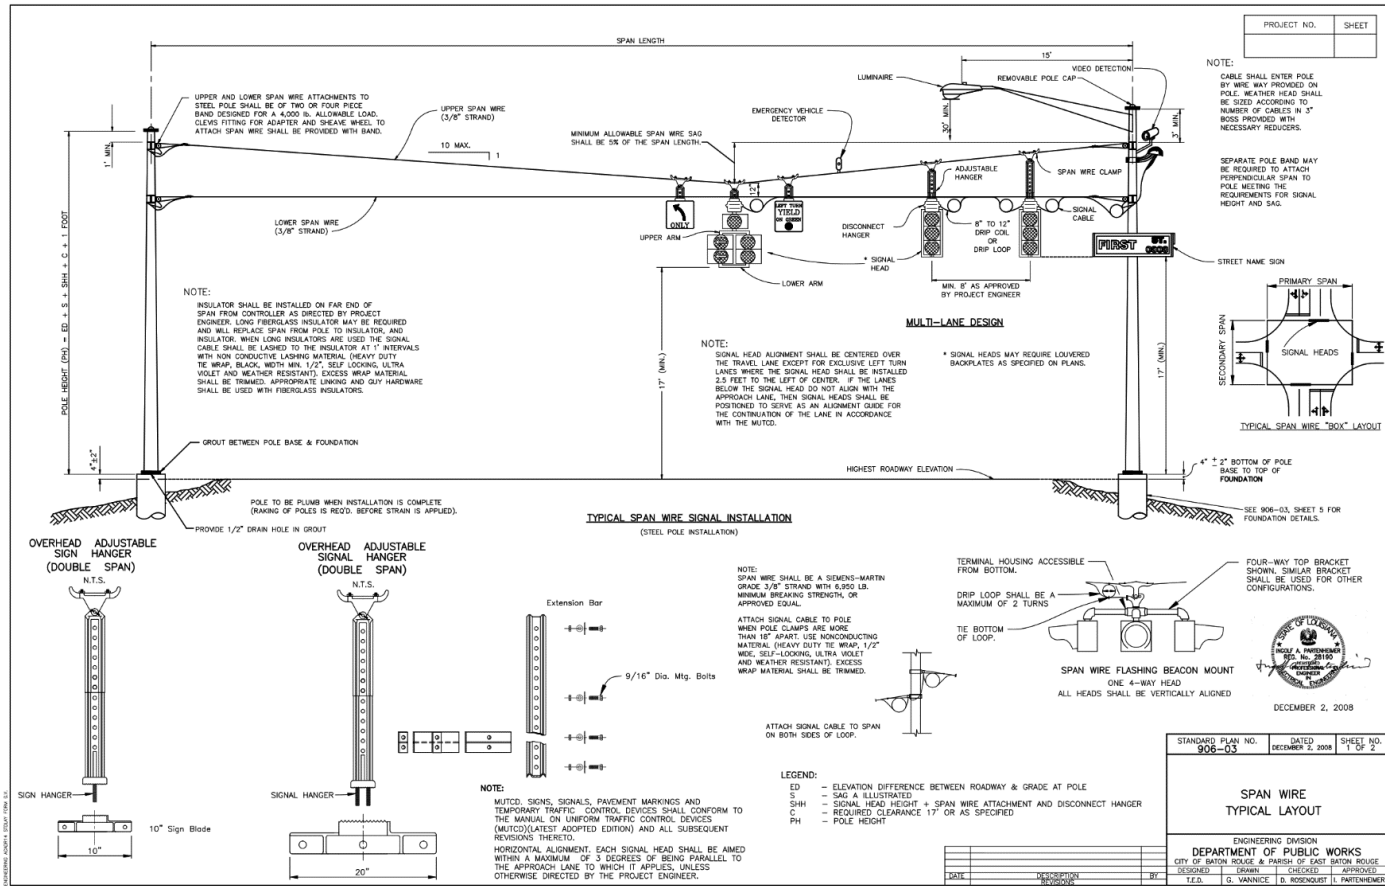 PROJECT NO. SHEET
SPAN LENGTH
15'
VIDEO DETECTION
REMOVABLE POLE CAP
LUMINAIRE
NOTE:
CABLE SHALL ENTER POLE
BY WIRE WAY PROVIDED ON
POLE. WEATHER HEAD SHALL
BE SIZED ACCORDING TO
NUMBER OF CABLES IN 3"
BOSS PROVIDED WITH
NECESSARY REDUCERS.
UPPER AND LOWER SPAN WIRE ATTACHMENTS TO
STEEL POLE SHALL BE OF TWO OR FOUR PIECE
BAND DESIGNED FOR A 4,000 lb. ALLOWABLE LOAD.
CLEVIS FITTING FOR ADAPTER AND SHEAVE WHEEL TO
ATTACH SPAN WIRE SHALL BE PROVIDED WITH BAND.
UPPER SPAN WIRE
(3/8" STRAND)
EMERGENCY VEHICLE
DETECTOR
30' MIN.
3' MIN.
1' MIN.
10 MAX.
1
MINIMUM ALLOWABLE SPAN WIRE SAG
SHALL BE 5% OF THE SPAN LENGTH.
ADJUSTABLE
HANGER
SPAN WIRE CLAMP
SEPARATE POLE BAND MAY
BE REQUIRED TO ATTACH
PERPENDICULAR SPAN TO
POLE MEETING THE
REQUIREMENTS FOR SIGNAL
HEIGHT AND SAG.
12"
LOWER SPAN WIRE
(3/8" STRAND)
ONLY
LEFT TURN
YIELD
ON GREEN
UPPER ARM
DISCONNECT
HANGER
8" TO 12"
DRIP COIL
OR
DRIP LOOP
SIGNAL
CABLE
* SIGNAL
HEAD
LOWER ARM
FIRST ST.
STREET NAME SIGN
MIN. 8' AS APPROVED
BY PROJECT ENGINEER
MULTI-LANE DESIGN
POLE HEIGHT (PH) = ED + S + SHH + C + 1 FOOT
NOTE:
INSULATOR SHALL BE INSTALLED ON FAR END OF
SPAN FROM CONTROLLER AS DIRECTED BY PROJECT
ENGINEER. LONG FIBERGLASS INSULATOR MAY BE REQUIRED
AND WILL REPLACE SPAN FROM POLE TO INSULATOR, AND
INSULATOR. WHEN LONG INSULATORS ARE USED THE SIGNAL
CABLE SHALL BE LASHED TO THE INSULATOR AT 1' INTERVALS
WITH NON CONDUCTIVE LASHING MATERIAL (HEAVY DUTY
TIE WRAP, BLACK, WIDTH MIN. 1/2", SELF LOCKING, ULTRA
VIOLET AND WEATHER RESISTANT). EXCESS WRAP MATERIAL
SHALL BE TRIMMED. APPROPRIATE LINKING AND GUY HARDWARE
SHALL BE USED WITH FIBERGLASS INSULATORS.
17' (MIN.)
NOTE:
SIGNAL HEAD ALIGNMENT SHALL BE CENTERED OVER
THE TRAVEL LANE EXCEPT FOR EXCLUSIVE LEFT TURN
LANES WHERE THE SIGNAL HEAD SHALL BE INSTALLED
2.5 FEET TO THE LEFT OF CENTER. IF THE LANES
BELOW THE SIGNAL HEAD DO NOT ALIGN WITH THE
APPROACH LANE, THEN SIGNAL HEADS SHALL BE
POSITIONED TO SERVE AS AN ALIGNMENT GUIDE FOR
THE CONTINUATION OF THE LANE IN ACCORDANCE
WITH THE MUTCD.
* SIGNAL HEADS MAY REQUIRE LOUVERED
BACKPLATES AS SPECIFIED ON PLANS.
17' (MIN.)
PRIMARY SPAN
SECONDARY SPAN
SIGNAL HEADS
TYPICAL SPAN WIRE "BOX" LAYOUT
GROUT BETWEEN POLE BASE & FOUNDATION
4"±2"
HIGHEST ROADWAY ELEVATION
4" ± 2" BOTTOM OF POLE
BASE TO TOP OF
FOUNDATION
POLE TO BE PLUMB WHEN INSTALLATION IS COMPLETE
(RAKING OF POLES IS REQ'D. BEFORE STRAIN IS APPLIED).
PROVIDE 1/2" DRAIN HOLE IN GROUT
TYPICAL SPAN WIRE SIGNAL INSTALLATION
(STEEL POLE INSTALLATION)
SEE 906-03, SHEET 5 FOR
FOUNDATION DETAILS.
OVERHEAD ADJUSTABLE
SIGN HANGER
(DOUBLE SPAN)
N.T.S.
SIGN HANGER
10" Sign Blade
10"
OVERHEAD ADJUSTABLE
SIGNAL HANGER
(DOUBLE SPAN)
N.T.S.
SIGNAL HANGER
20"
Extension Bar
9/16" Dia. Mtg. Bolts
NOTE:
MUTCD. SIGNS, SIGNALS, PAVEMENT MARKINGS AND
TEMPORARY TRAFFIC CONTROL DEVICES SHALL CONFORM TO
THE MANUAL ON UNIFORM TRAFFIC CONTROL DEVICES
(MUTCD)(LATEST ADOPTED EDITION) AND ALL SUBSEQUENT
REVISIONS THERETO.
HORIZONTAL ALIGNMENT. EACH SIGNAL HEAD SHALL BE AIMED
WITHIN A MAXIMUM OF 3 DEGREES OF BEING PARALLEL TO
THE APPROACH LANE TO WHICH IT APPLIES, UNLESS
OTHERWISE DIRECTED BY THE PROJECT ENGINEER.
NOTE:
SPAN WIRE SHALL BE A SIEMENS-MARTIN
GRADE 3/8" STRAND WITH 6,950 LB.
MINIMUM BREAKING STRENGTH, OR
APPROVED EQUAL.
ATTACH SIGNAL CABLE TO POLE
WHEN POLE CLAMPS ARE MORE
THAN 18" APART. USE NONCONDUCTING
MATERIAL (HEAVY DUTY TIE WRAP, 1/2"
WIDE, SELF-LOCKING, ULTRA VIOLET
AND WEATHER RESISTANT). EXCESS
WRAP MATERIAL SHALL BE TRIMMED.
ATTACH SIGNAL CABLE TO SPAN
ON BOTH SIDES OF LOOP.
TERMINAL HOUSING ACCESSIBLE
FROM BOTTOM.
DRIP LOOP SHALL BE A
MAXIMUM OF 2 TURNS
TIE BOTTOM
OF LOOP.
FOUR-WAY TOP BRACKET
SHOWN. SIMILAR BRACKET
SHALL BE USED FOR OTHER
CONFIGURATIONS.
SPAN WIRE FLASHING BEACON MOUNT
ONE 4-WAY HEAD
ALL HEADS SHALL BE VERTICALLY ALIGNED
STATE OF LOUISIANA
INGOLF A. PARTENHEIMER
REG. No. 28190
PROFESSIONAL
ENGINEER
IN
ELECTRICAL ENGINEERING
DECEMBER 2, 2008
LEGEND:
ED – ELEVATION DIFFERENCE BETWEEN ROADWAY & GRADE AT POLE
S – SAG A ILLUSTRATED
SHH – SIGNAL HEAD HEIGHT + SPAN WIRE ATTACHMENT AND DISCONNECT HANGER
C – REQUIRED CLEARANCE 17' OR AS SPECIFIED
PH – POLE HEIGHT
STANDARD PLAN NO. DATED SHEET NO.
906-03 DECEMBER 2, 2008 1 OF 2
SPAN WIRE
TYPICAL LAYOUT
ENGINEERING DIVISION
DEPARTMENT OF PUBLIC WORKS
CITY OF BATON ROUGE & PARISH OF EAST BATON ROUGE
DESIGNED DRAWN CHECKED APPROVED
T.E.D. G. VANNICE D. ROSENQUIST I. PARTENHEIMER
DATE DESCRIPTION BY
REVISIONS